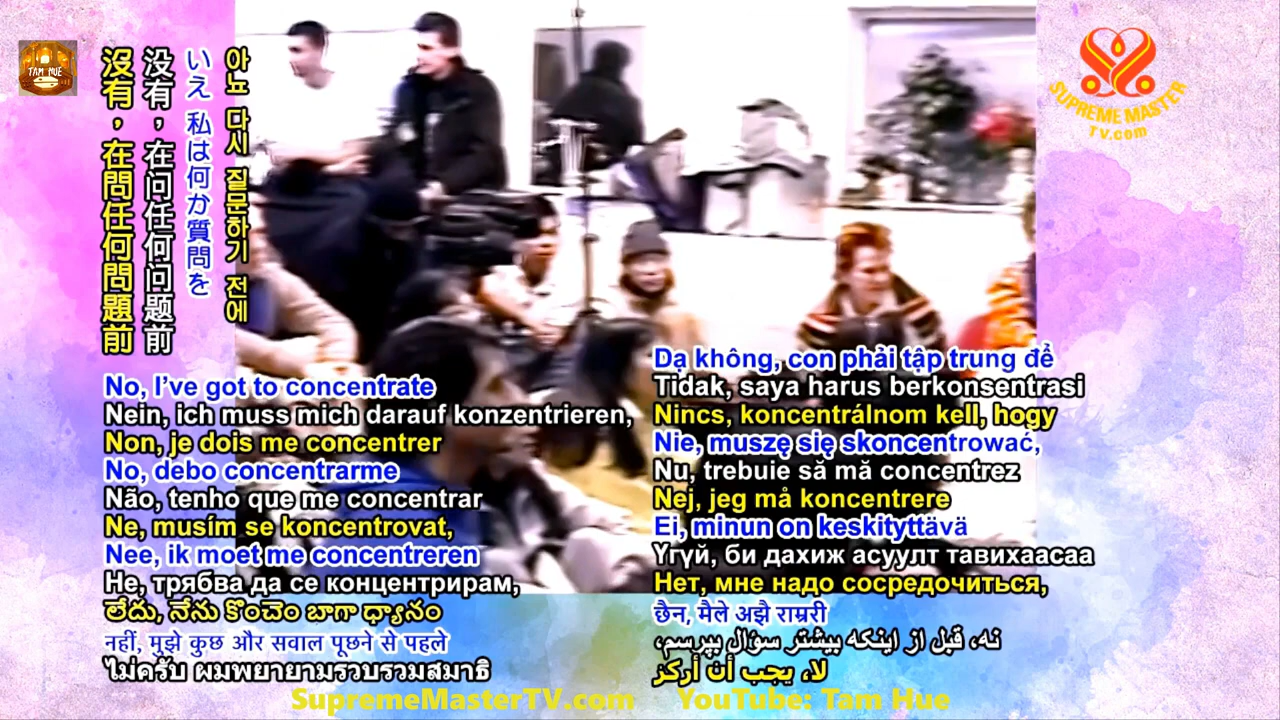 TAM HUE
沒有，在問任何問題前
没有，在问任何问题前
いえ 私は何か質問を
아뇨 다시 질문하기 전에
SUPREME MASTER
TV.com
No, I've got to concentrate
Nein, ich muss mich darauf konzentrieren,
Non, je dois me concentrer
No, debo concentrarme
Não, tenho que me concentrar
Ne, musím se koncentrovat,
Nee, ik moet me concentreren
Не, трябва да се концентрирам,
లేదు, నేను కొంచెం బాగా ధ్యానం
नहीं, मुझे कुछ और सवाल पूछने से पहले
ไม่ครับ ผมพยายามรวบรวมสมาธิ
Dạ không, con phải tập trung để
Tidak, saya harus berkonsentrasi
Nincs, koncentrálnom kell, hogy
Nie, muszę się skoncentrować,
Nu, trebuie să mă concentrez
Nej, jeg må koncentrere
Ei, minun on keskityttävä
Үгүй, би дахиж асуулт тавихаасаа
Нет, мне надо сосредочиться,
छैन, मैले अझै राम्ररी
نه، قبل از اینکه بیشتر سؤال بپرسم،
لا، يجب أن أركز
SupremeMasterTV.com
YouTube: Tam Hue